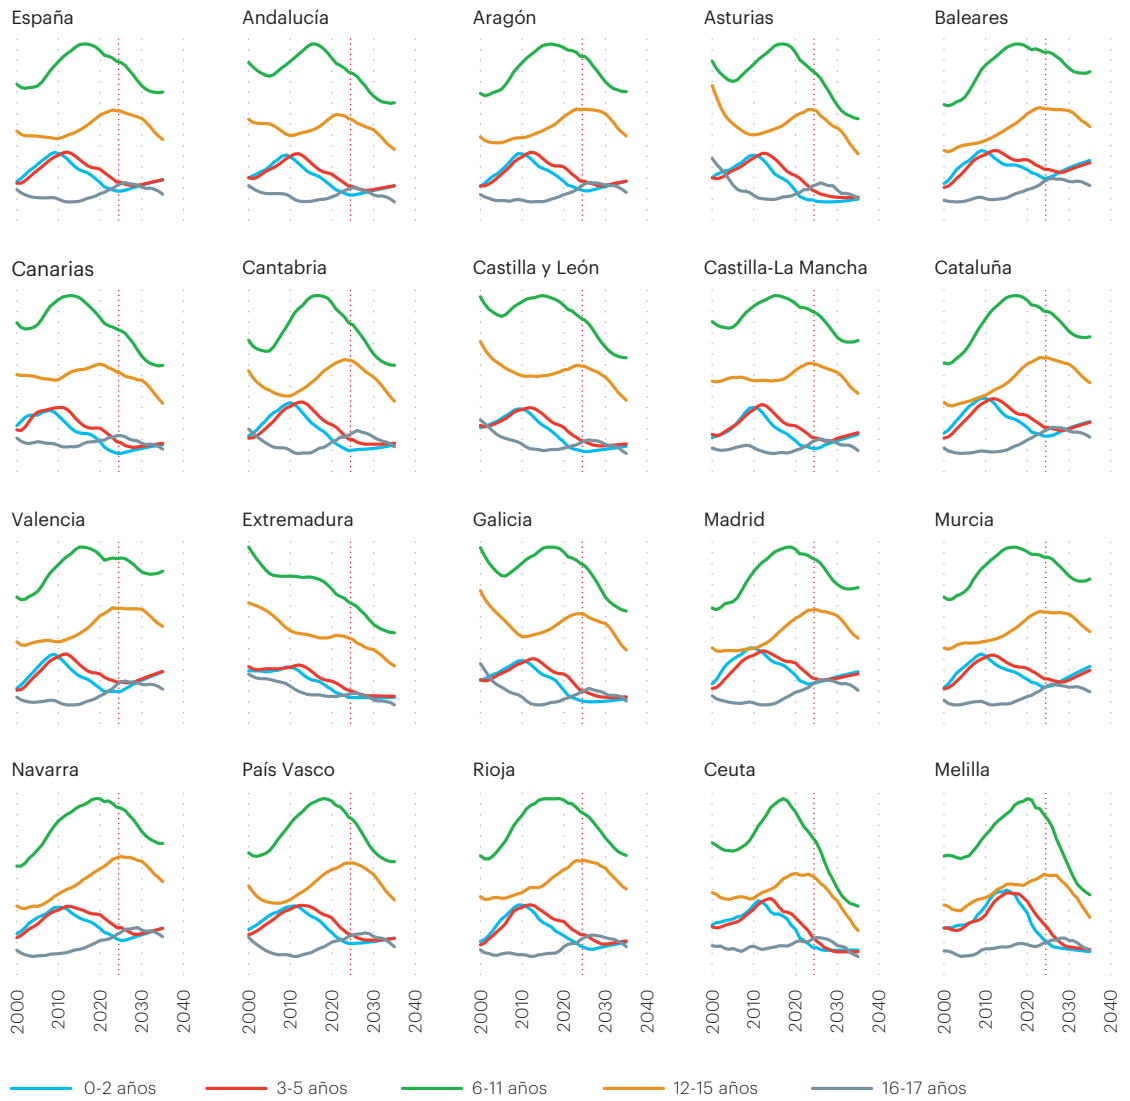 España Andalucía Aragón Asturias Baleares
Canarias Cantabria Castilla y León Castilla-La Mancha Cataluña
Valencia Extremadura Galicia Madrid Murcia
Navarra País Vasco Rioja Ceuta Melilla
2000 2010 2020 2030 2040 2000 2010 2020 2030 2040 2000 2010 2020 2030 2040 2000 2010 2020 2030 2040 2000 2010 2020 2030 2040
0-2 años 3-5 años 6-11 años 12-15 años 16-17 años